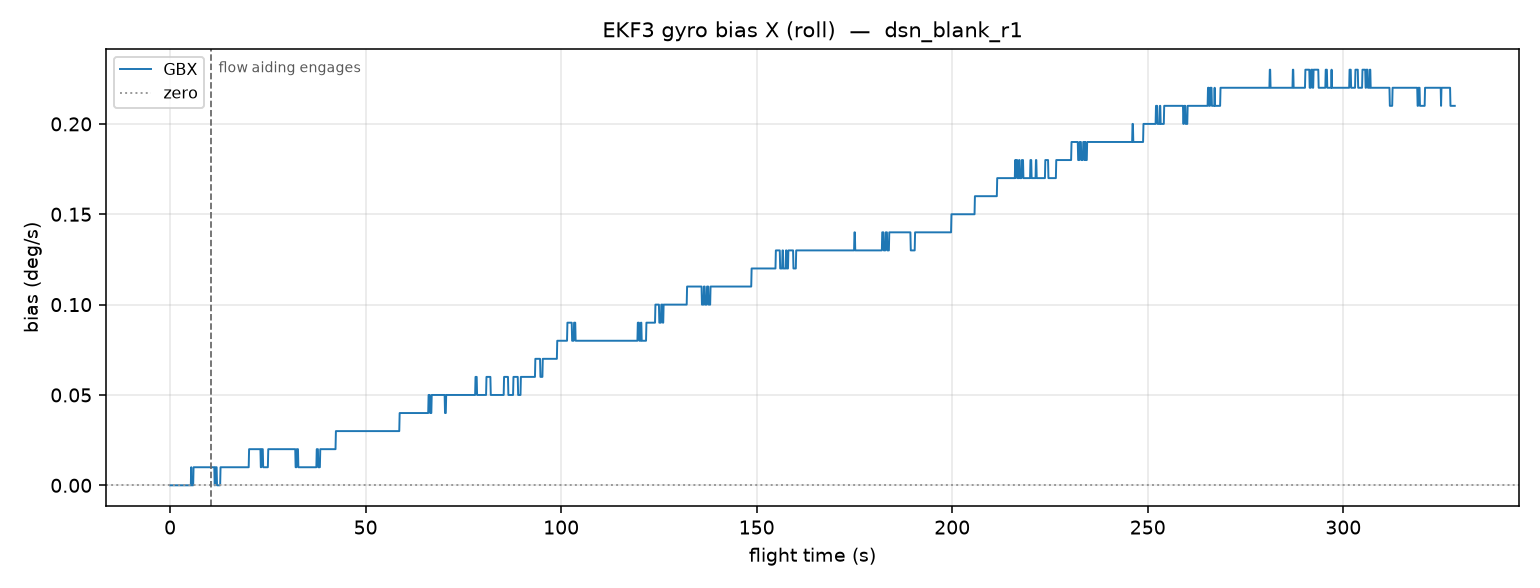 EKF3 gyro bias X (roll)  —  dsn_blank_r1
GBX
zero
flow aiding engages
bias (deg/s)
0.20
0.15
0.10
0.05
0.00
0 50 100 150 200 250 300
flight time (s)